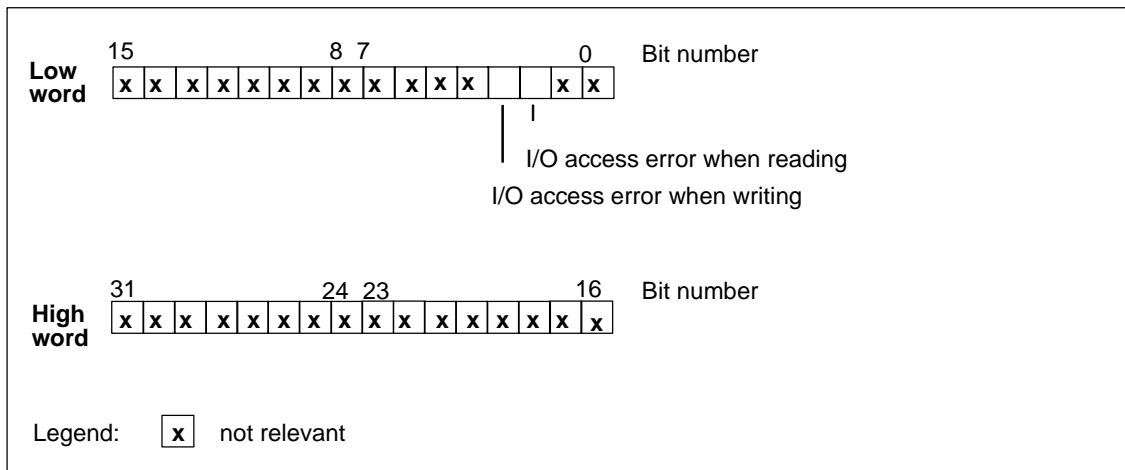 15 8 7 0 Bit number
Low word x x x x x x x x x x x x x x
I/O access error when reading
I/O access error when writing
31 24 23 16 Bit number
High word x x x x x x x x x x x x x x x x
Legend: x not relevant